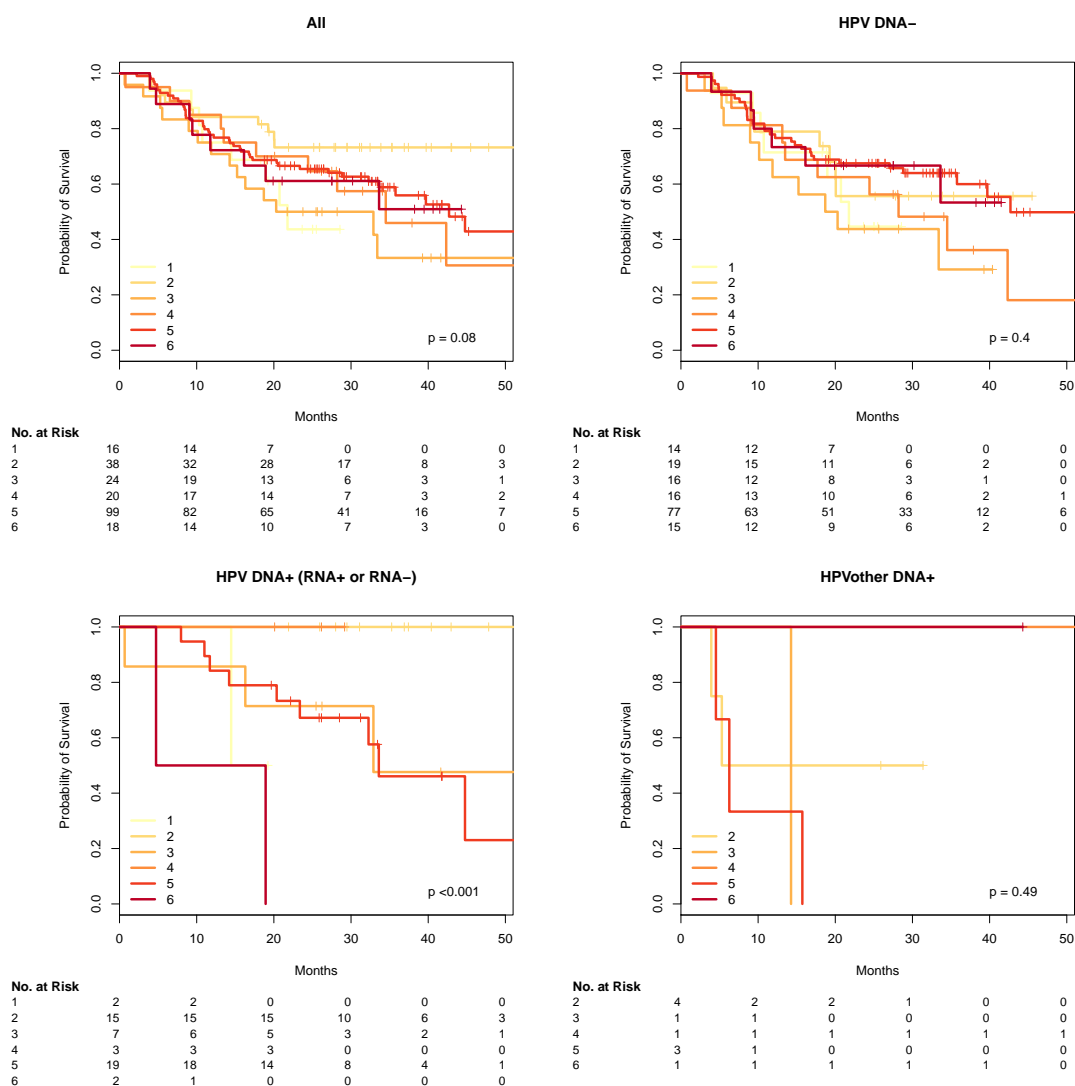 All
Probability of Survival
1.0
0.8
0.6
0.4
0.2
0.0
1
2
3
4
5
6
p = 0.08
0 10 20 30 40 50
Months
No. at Risk
1 16 14 7 0 0 0
2 38 32 28 17 8 3
3 24 19 13 6 3 1
4 20 17 14 7 3 2
5 99 82 65 41 16 7
6 18 14 10 7 3 0
HPV DNA−
Probability of Survival
1.0
0.8
0.6
0.4
0.2
0.0
1
2
3
4
5
6
p = 0.4
0 10 20 30 40 50
Months
No. at Risk
1 14 12 7 0 0 0
2 19 15 11 6 2 0
3 16 12 8 3 1 0
4 16 13 10 6 2 1
5 77 63 51 33 12 6
6 15 12 9 6 2 0
HPV DNA+ (RNA+ or RNA−)
Probability of Survival
1.0
0.8
0.6
0.4
0.2
0.0
1
2
3
4
5
6
p <0.001
0 10 20 30 40 50
Months
No. at Risk
1 2 2 0 0 0 0
2 15 15 15 10 6 3
3 7 6 5 3 2 1
4 3 3 3 0 0 0
5 19 18 14 8 4 1
6 2 1 0 0 0 0
HPVother DNA+
Probability of Survival
1.0
0.8
0.6
0.4
0.2
0.0
2
3
4
5
6
p = 0.49
0 10 20 30 40 50
Months
No. at Risk
2 4 2 2 1 0 0
3 1 1 0 0 0 0
4 1 1 1 1 1 1
5 3 1 0 0 0 0
6 1 1 1 1 1 0